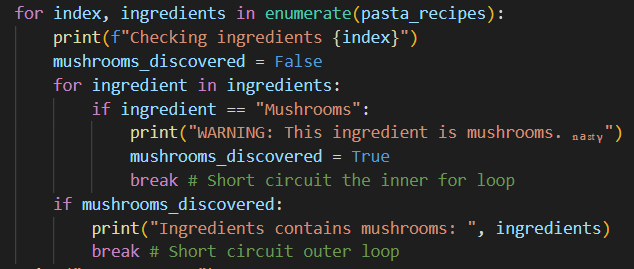 for index, ingredients in enumerate(pasta_recipes):
    print(f"Checking ingredients {index}")
    mushrooms_discovered = False
    for ingredient in ingredients:
        if ingredient == "Mushrooms":
            print("WARNING: This ingredient is mushrooms. ₙₐₛₜᵧ")
            mushrooms_discovered = True
            break # Short circuit the inner for loop
    if mushrooms_discovered:
        print("Ingredients contains mushrooms: ", ingredients)
        break # Short circuit outer loop